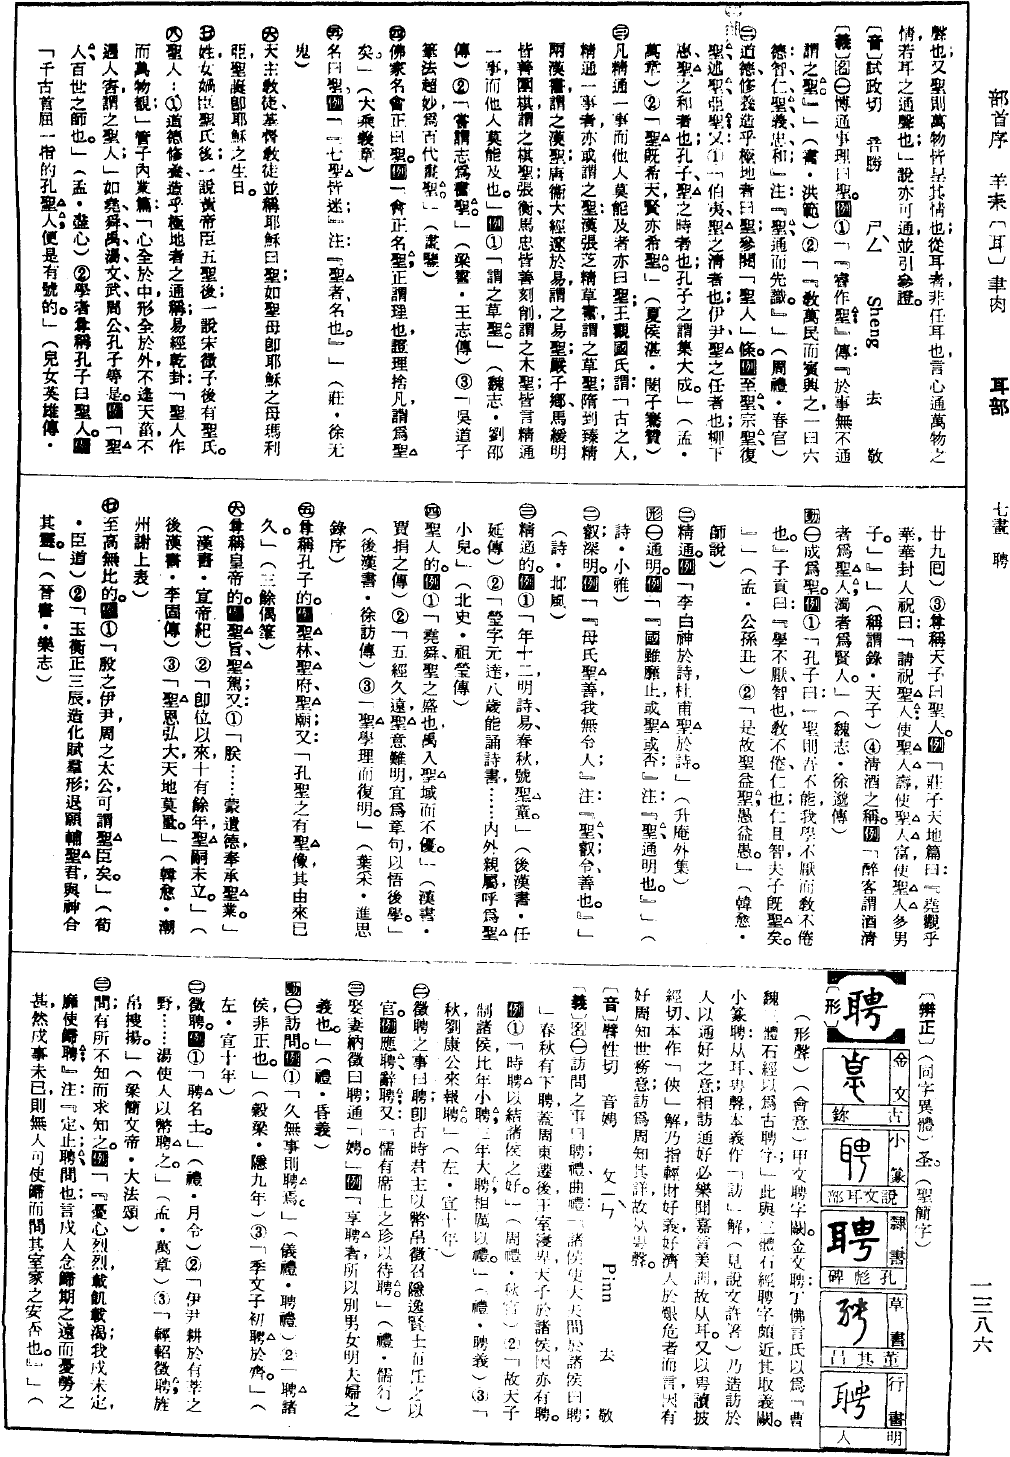 部首序　羊耒〔耳〕聿肉　耳部　七畫　聘　一三八六
聲也又聖則萬物皆呈其情也從耳者非任耳也言心通萬物之
情若耳之通聲也」說亦可通，並引參證。
〔音〕試政切　音勝　ㄕㄥˋ　Sheng　去　敬
〔義〕㊔㊀博通事理曰聖。例①「『睿作聖』傳：『於事無不通
謂之聖』」（書・洪範）②「『教萬民而賓興之，一曰六
德：智、仁、聖、義、忠、和』注：『聖通而先識』」（周禮・春官）
㊁道德修養造乎極地者曰聖，參閱「聖人」條。例至聖、宗聖、復
聖、述聖、亞聖；又①「伯夷聖之清者也，伊尹聖之任者也，柳下
惠聖之和者也，孔子聖之時者也，孔子之謂集大成。」（孟・
萬章）②「聖旣希天，賢亦希聖。」（夏侯湛・閔子騫贊）
㊂凡精通一事而他人莫能及者亦曰聖，王觀國氏謂：「古之人，
精通一事者，亦或謂之聖：漢張芝精草書，謂之草聖；隋劉臻精
兩漢書，謂之漢聖；唐衞大經邃於易，謂之易聖；嚴子卿、馬綏明
皆善圍棋，謂之棋聖；張衡、馬忠皆善刻削，謂之木聖；皆言精通
一事，而他人莫能及也。」例①「謂之草聖。」（魏志・劉邵
傳）②「書謂志爲書聖。」（梁書・王志傳）③「吳道子
筆法超妙，爲百代畫聖。」（畫鑒）
㊃佛家名會正曰聖。例「會正名聖，正謂理也，證理捨凡，謂爲聖
矣」（大乘義章）
㊄名曰聖。例「『七聖皆迷』注：『聖者，名也。』」（莊・徐无
鬼）
㊅天主教徒、基督教徒並稱耶穌曰聖，如聖母即耶穌之母瑪利
亞；聖誕卽耶穌之生日。
㊆姓，女媧臣聖氏後；一說黃帝臣五聖後；一說宋微子後有聖氏。
㊇聖人：①道德修養造乎極地者之通稱，易經乾卦：「聖人作
而萬物覩」管子內業篇：「心全於中，形全於外，不逢天菑，不
遇人害，謂之聖人」如堯、舜、禹、湯、文、武、周公、孔子等是。例「聖
人，百世之師也。」（孟・盡心）②學者尊稱孔子曰聖人。例
「千古首屈一指的孔聖人，便是有號的。」（兒女英雄傳・
廿九囘）③尊稱天子曰聖人。例「莊子天地篇曰：『堯觀乎
華，華封人祝曰：「請祝聖人，使聖人壽，使聖人富，使聖人多男
子。」』」（稱謂錄・天子）④清酒之稱。例「醉客謂酒清
者爲聖人，濁者爲賢人。」（魏志・徐邈傳）
㊓㊀成爲聖。例①「孔子曰：『聖則吾不能，我學不厭，而教不倦
也。』子貢曰：『學不厭，智也；教不倦，仁也；仁且智，夫子旣聖矣。
』」（孟・公孫丑）②「是故聖益聖，愚益愚。」（韓愈・
師說）
㊁精通。例「李白神於詩，杜甫聖於詩」（升庵外集）
㊒㊀通明。例「『國雖靡止，或聖或否』注：『聖，通明也。』」（
詩・小雅）
㊁叡深明。例「『母氏聖善，我無令人』注：『聖，叡；令，善也。』」
（詩・邶風）
㊂精通的。例①「年十二，明詩、易、春秋，號聖童。」（後漢書・任
延傳）②「瑩字元達，八歲能誦詩書……內外親屬呼爲聖
小兒」（北史・祖瑩傳）
㊃聖人的。例①「堯舜聖之盛也，禹入聖域而不優。」（漢書・
賈捐之傳）②「五經久遠，聖意難明，宜爲章句，以悟後學。」
（後漢書・徐訪傳）③「聖學理而復明。」（葉采・進思
錄序）
㊄尊稱孔子的。例聖林、聖府、聖廟；又：「孔聖之有聖像，其由來已
久。」（三餘偶筆）
㊅尊稱皇帝的。例聖旨、聖駕；又：①「朕……蒙遺德，奉承聖業。」
（漢書・宣帝紀）②「卽位以來，十有餘年，聖嗣未立。」（
後漢書・李固傳）③「聖恩弘大，天地莫量。」（韓愈・潮
州謝上表）
㊆至高無比的。例①「殷之伊尹，周之太公，可謂聖臣矣。」（荀
・臣道）②「玉衡正三辰，造化賦羣形，退願輔聖君，與神合
其靈。」（晉書・樂志）
〔辨正〕（同字異體）圣。（聖簡字）
聘〔形〕
金文　古鉩
小篆　說文耳部
隸書　孔彪碑
草書　董其昌
行書　明人
（形聲）（會意）甲文聘字闕。金文聘，丁佛言氏以爲「曹
魏三體石經以爲古聘字」此與三體石經聘字頗近，其取義闕。
小篆聘：从耳甹聲，本義作「訪」解，（見說文許箸）乃造訪於
人以通好之意；相訪通好必樂聞嘉言美詞，故从耳。又以甹讀披
經切，本作「俠」解，乃指輕財好義，好濟人於艱危者而言，因有
好周知世務意，訪爲周知其詳，故从甹聲。
〔音〕聲性切　音娉　ㄆㄧㄣˋ　Pinn　去　敬
〔義〕㊔㊀訪問之事曰聘，禮曲禮：「諸侯使大夫問於諸侯曰聘
」春秋有下聘，蓋周東遷後，王室寖卑，天子於諸侯因亦有聘。
例①「時聘以結諸侯之好。」（周禮・秋官）②「故天子
制諸侯，比年小聘，三年大聘，相厲以禮。」（禮・聘義）③「
秋，劉康公來報聘。」（左・宣十年）
㊁徵聘之事曰聘，卽古時君主以幣帛徵召隱逸賢士而任之以
官。例應聘、辭聘；又：「儒有席上之珍以待聘。」（禮・儒行）
㊂娶妻納徵曰聘，通「娉。」例「享聘者，所以別男女，明夫婦之
義也。」（禮・昏義）
㊓㊀訪問。例①「久無事則聘焉。」（儀禮・聘禮）②「聘諸
侯，非正也。」（穀梁・隱九年）③「季文子初聘於齊。」（
左・宣十年）
㊁徵聘。例①「聘名士。」（禮・月令）②「伊尹耕於有莘之
野……湯使人以幣聘之。」（孟・萬章）③「輕軺徵聘，旌
帛搜揚。」（梁簡文帝・大法頌）
㊂問，有所不知而求知之。例「『憂心烈烈，載飢載渴；我戍未定，
靡使歸聘。』注：『定，止；聘，問也；言戍人念歸期之遠，而憂勞之
甚；然戍事未已，則無人可使歸而問其室家之安否也。』」（